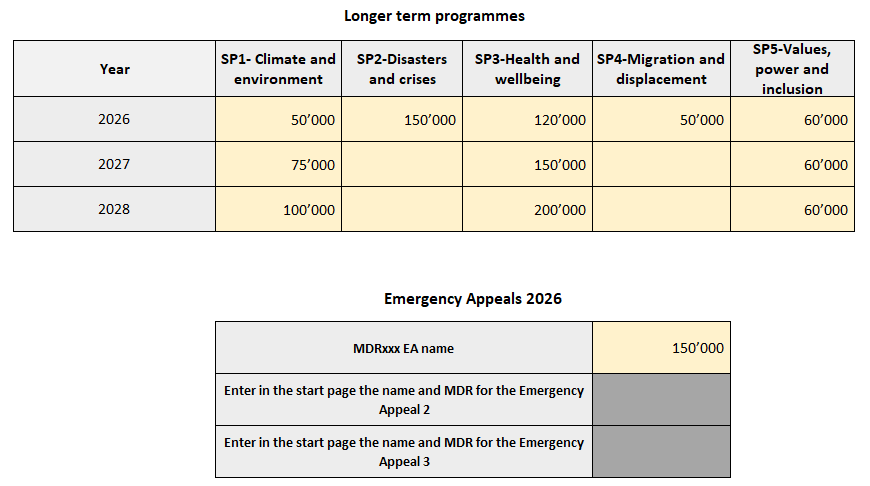 Longer term programmes
Year
SP1- Climate and
environment
SP2-Disasters
and crises
SP3-Health and
wellbeing
SP4-Migration and
displacement
SP5-Values,
power and
inclusion
2026 50’000 150’000 120’000 50’000 60’000
2027 75’000 150’000 60’000
2028 100’000 200’000 60’000
Emergency Appeals 2026
MDRxxx EA name 150’000
Enter in the start page the name and MDR for the Emergency
Appeal 2
Enter in the start page the name and MDR for the Emergency
Appeal 3